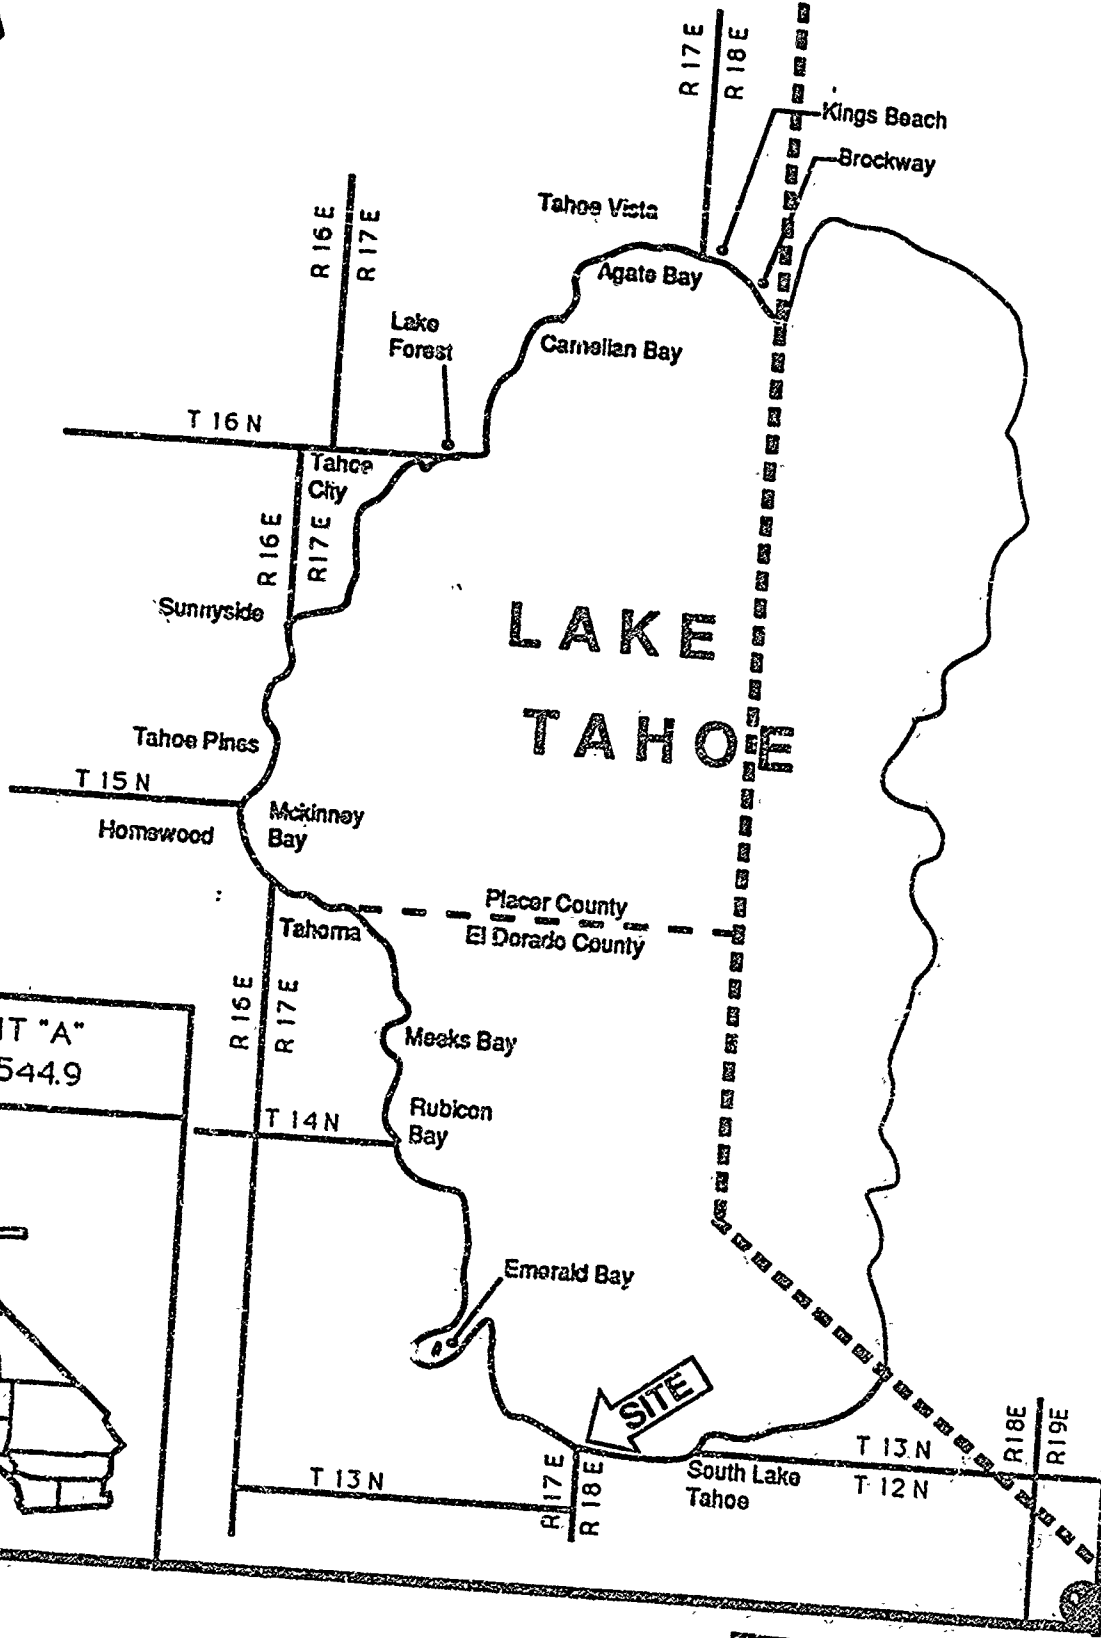 R 17 E
R 18 E
Kings Beach
Brockway
Tahoe Vista
R 16 E
R 17 E
Agate Bay
Lake
Forest
Carnelian Bay
T 16 N
Tahoe
City
R 16 E
R 17 E
Sunnyside
LAKE
TAHOE
Tahoe Pines
T 15 N
Mckinney
Bay
Homewood
Placer County
El Dorado County
Tahoma
R 16 E
R 17 E
IT "A"
544.9
Meeks Bay
Rubicon
Bay
T 14 N
Emerald Bay
SITE
R 18 E
R 19 E
T 13 N
T 12 N
South Lake
Tahoe
T 13 N
R 17 E
R 18 E